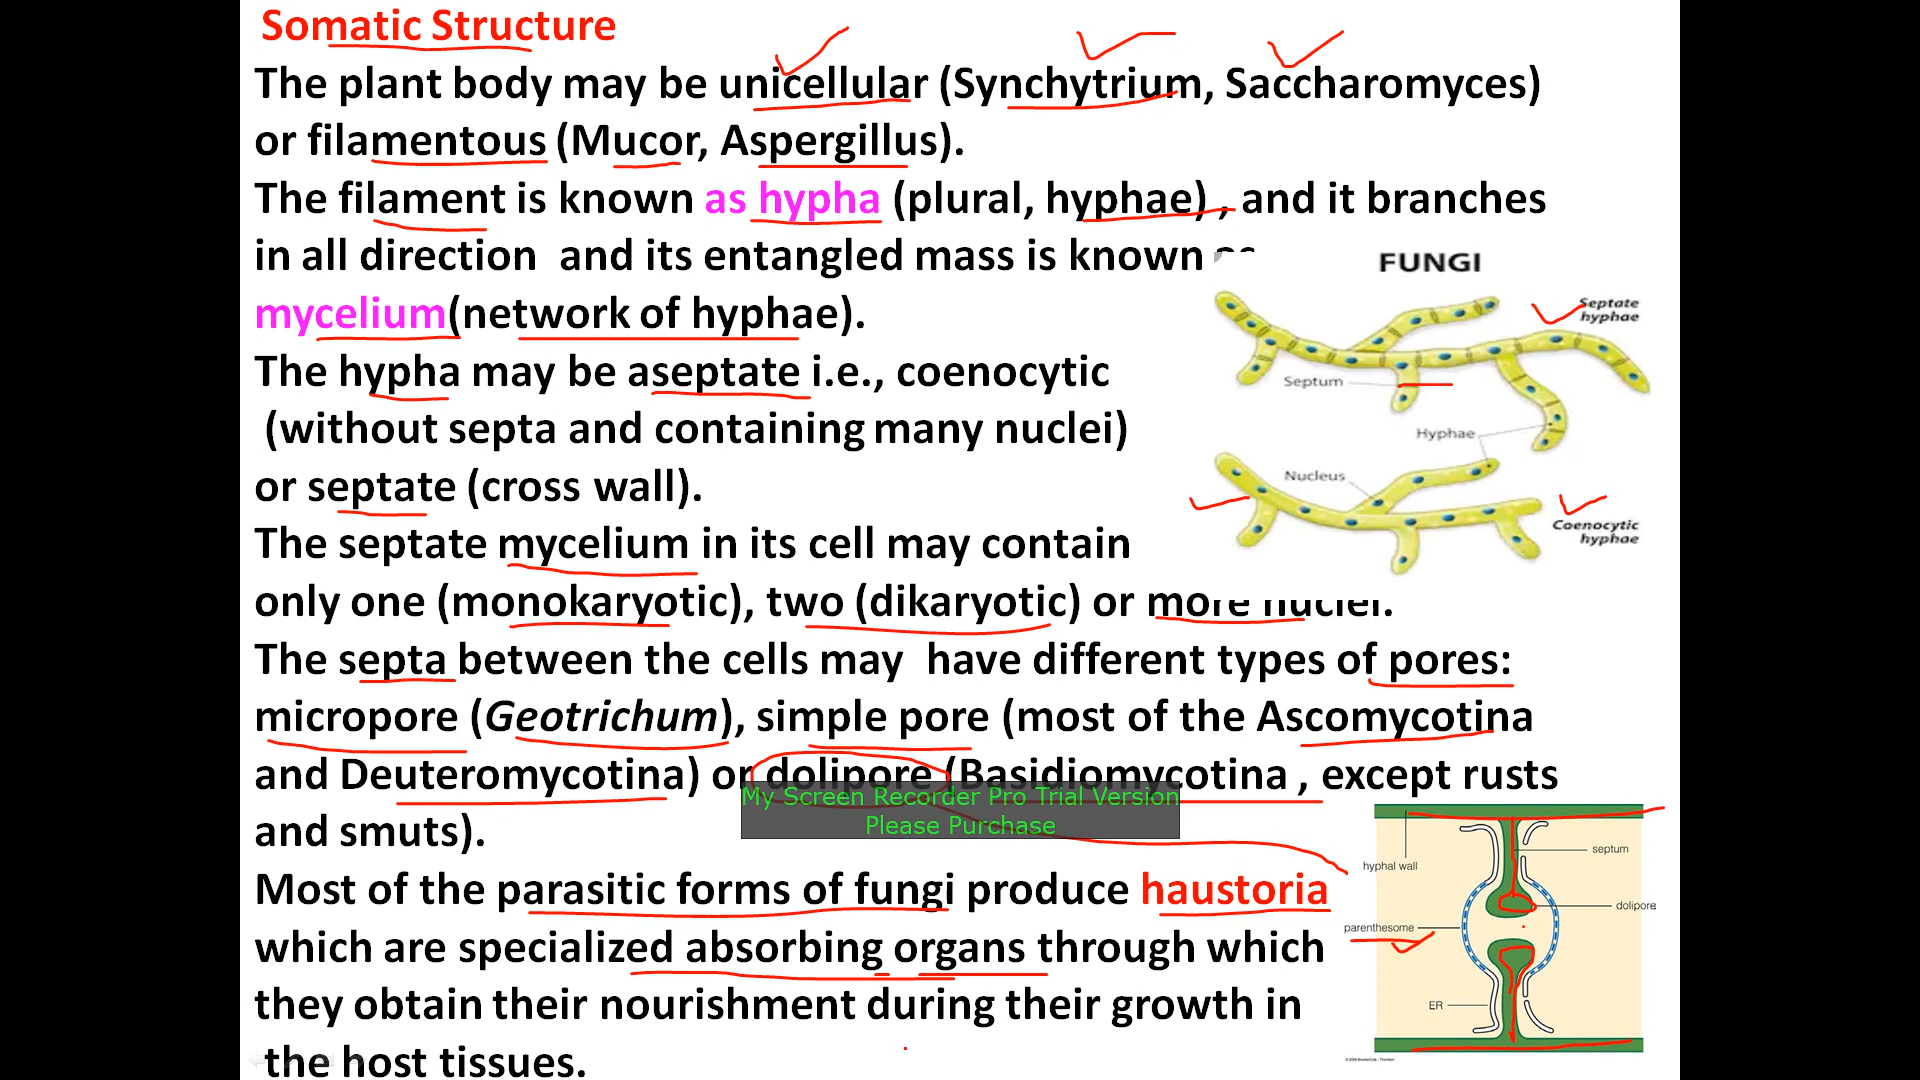 Somatic Structure
The plant body may be unicellular (Synchytrium, Saccharomyces)
or filamentous (Mucor, Aspergillus).
The filament is known as hypha (plural, hyphae) , and it branches
in all direction and its entangled mass is known as
mycelium(network of hyphae).
The hypha may be aseptate i.e., coenocytic
(without septa and containing many nuclei)
or septate (cross wall).
The septate mycelium in its cell may contain
only one (monokaryotic), two (dikaryotic) or more nuclei.
The septa between the cells may have different types of pores:
micropore (Geotrichum), simple pore (most of the Ascomycotina
and Deuteromycotina) or dolipore (Basidiomycotina , except rusts
and smuts).
Most of the parasitic forms of fungi produce haustoria
which are specialized absorbing organs through which
they obtain their nourishment during their growth in
the host tissues.
FUNGI
Septate
hyphae
Septum
Hyphae
Nucleus
Coenocytic
hyphae
My Screen Recorder Pro Trial Version
Please Purchase
hyphal wall
septum
dolipore
parenthesome
ER